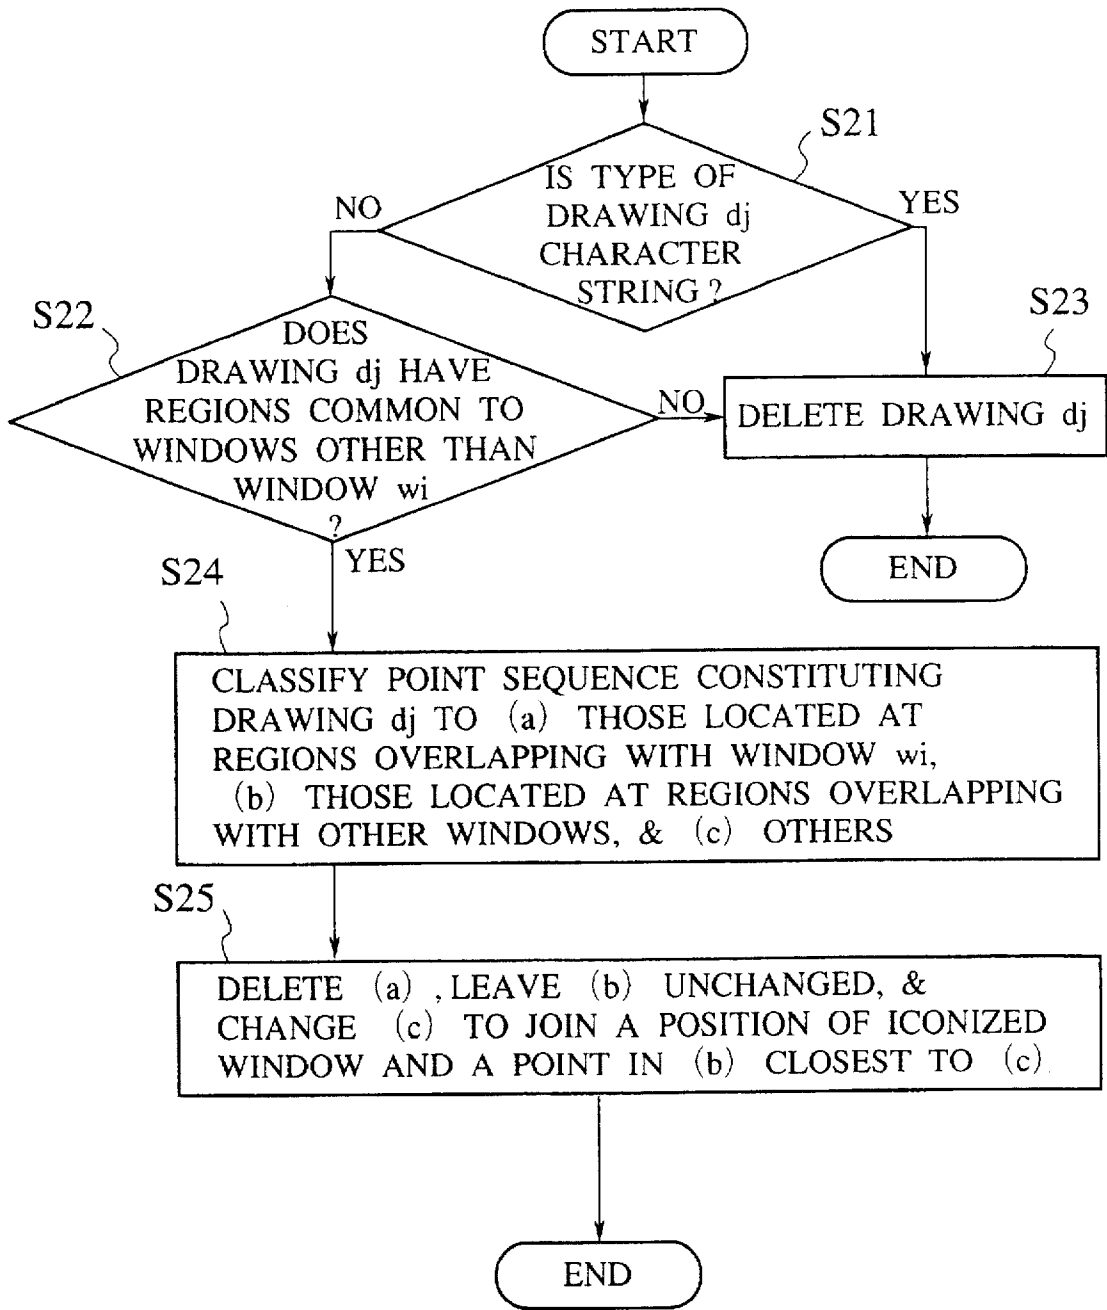 START
S21
IS TYPE OF
DRAWING dj
CHARACTER
STRING ?
NO
YES
S22
DOES
DRAWING dj HAVE
REGIONS COMMON TO
WINDOWS OTHER THAN
WINDOW wi
?
NO
YES
S23
DELETE DRAWING dj
END
S24
CLASSIFY POINT SEQUENCE CONSTITUTING
DRAWING dj TO (a) THOSE LOCATED AT
REGIONS OVERLAPPING WITH WINDOW wi,
(b) THOSE LOCATED AT REGIONS OVERLAPPING
WITH OTHER WINDOWS, & (c) OTHERS
S25
DELETE (a) , LEAVE (b) UNCHANGED, &
CHANGE (c) TO JOIN A POSITION OF ICONIZED
WINDOW AND A POINT IN (b) CLOSEST TO (c)
END